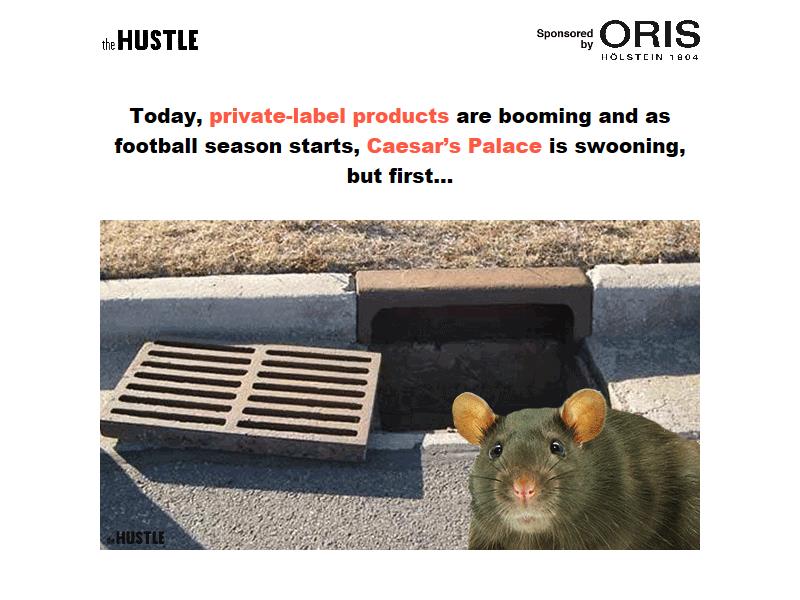 the HUSTLE
Sponsored by ORIS
HÖLSTEIN 1904
Today, private-label products are booming and as
football season starts, Caesar's Palace is swooning,
but first...
the HUSTLE